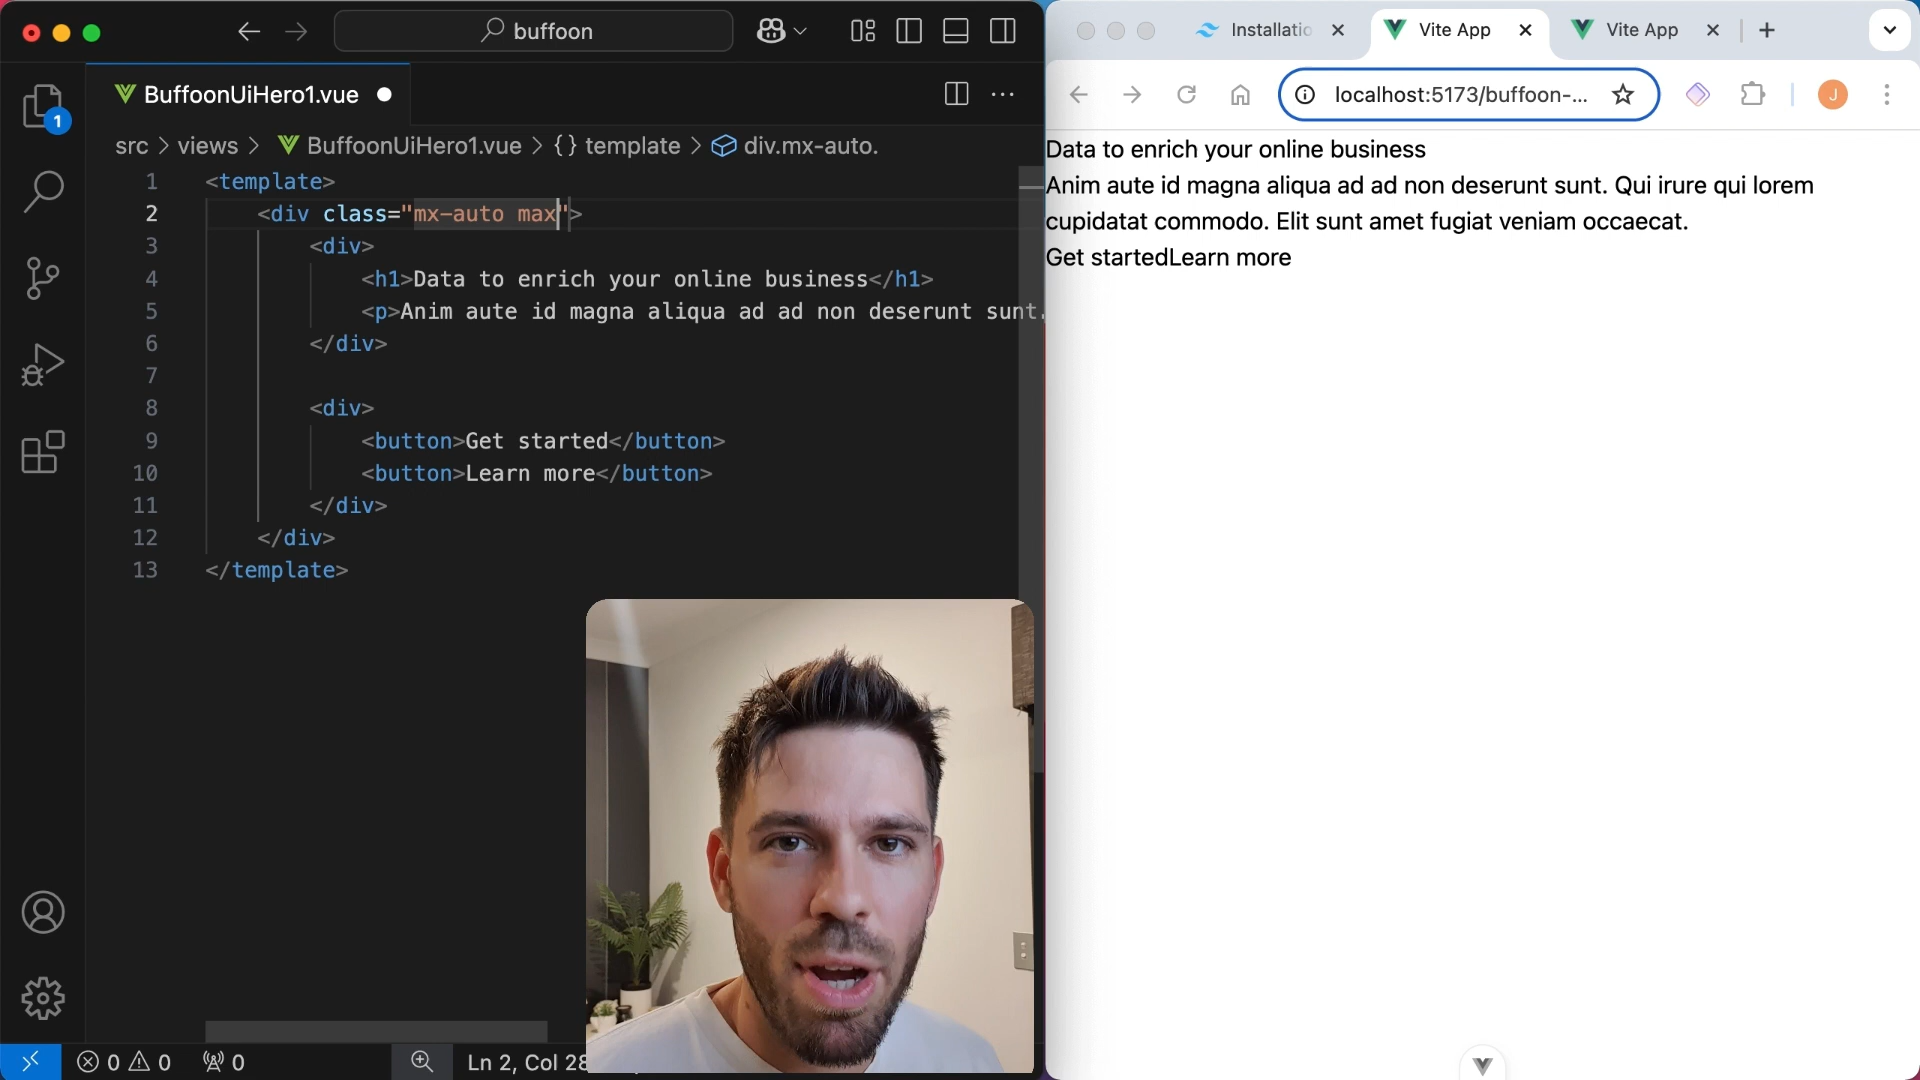 buffoon
BuffoonUiHero1.vue
1
src
views
BuffoonUiHero1.vue
{} template
div.mx-auto.
1 <template>
2 <div class="mx-auto max">
3 <div>
4 <h1>Data to enrich your online business</h1>
5 <p>Anim aute id magna aliqua ad ad non deserunt sunt.
6 </div>
7
8 <div>
9 <button>Get started</button>
10 <button>Learn more</button>
11 </div>
12 </div>
13 </template>
0 0 0
Ln 2, Col 28
Installatio
Vite App
Vite App
localhost:5173/buffoon-...
J
Data to enrich your online business
Anim aute id magna aliqua ad ad non deserunt sunt. Qui irure qui lorem
cupidatat commodo. Elit sunt amet fugiat veniam occaecat.
Get startedLearn more